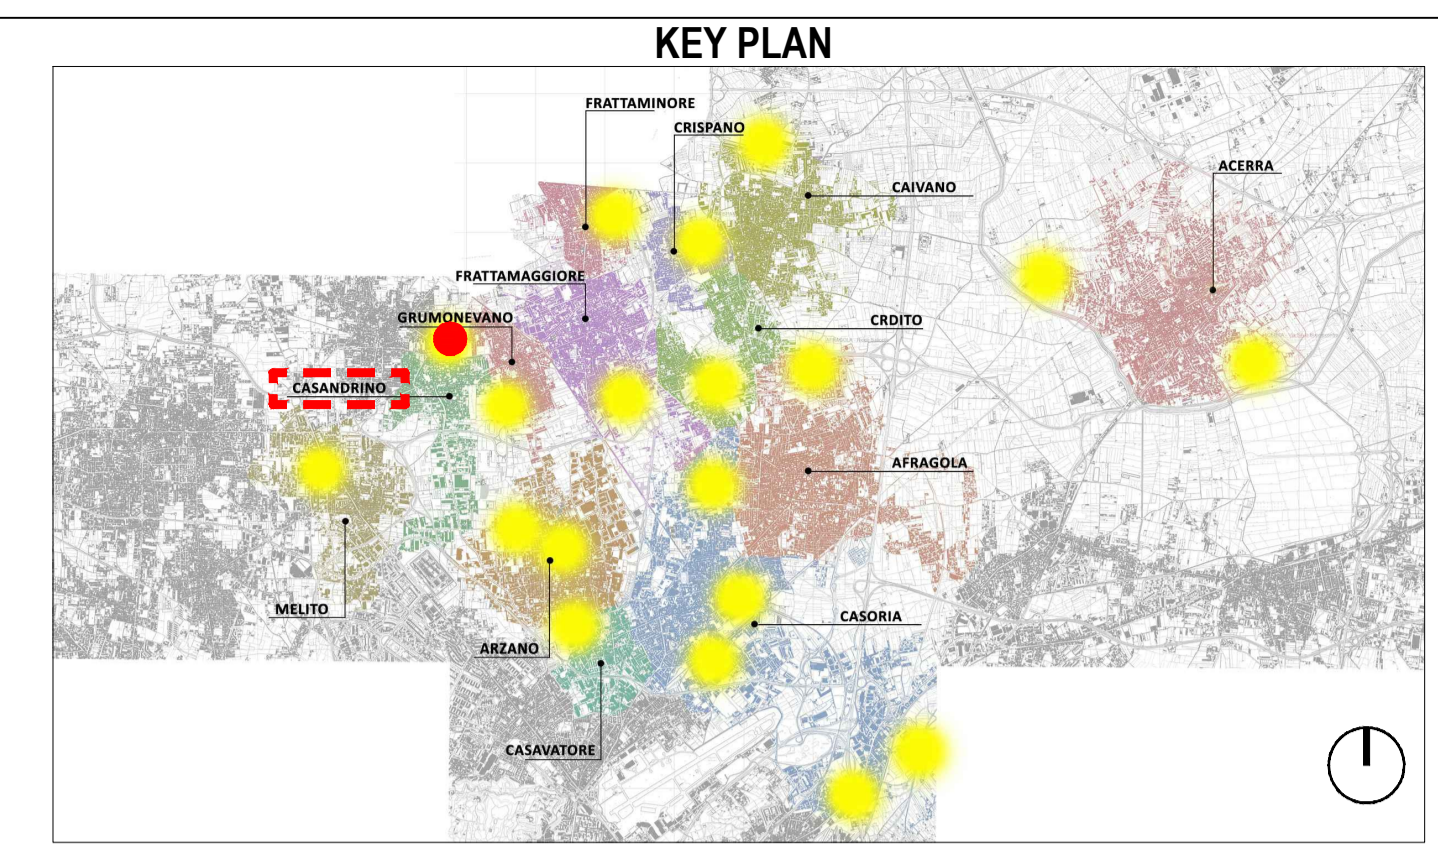 KEY PLAN
FRATTAMINORE
CRISPANO
ACERRA
CAIVANO
FRATTAMAGGIORE
GRUMONEVANO
CRDITO
CASANDRINO
AFRAGOLA
MELITO
CASORIA
ARZANO
CASAVATORE